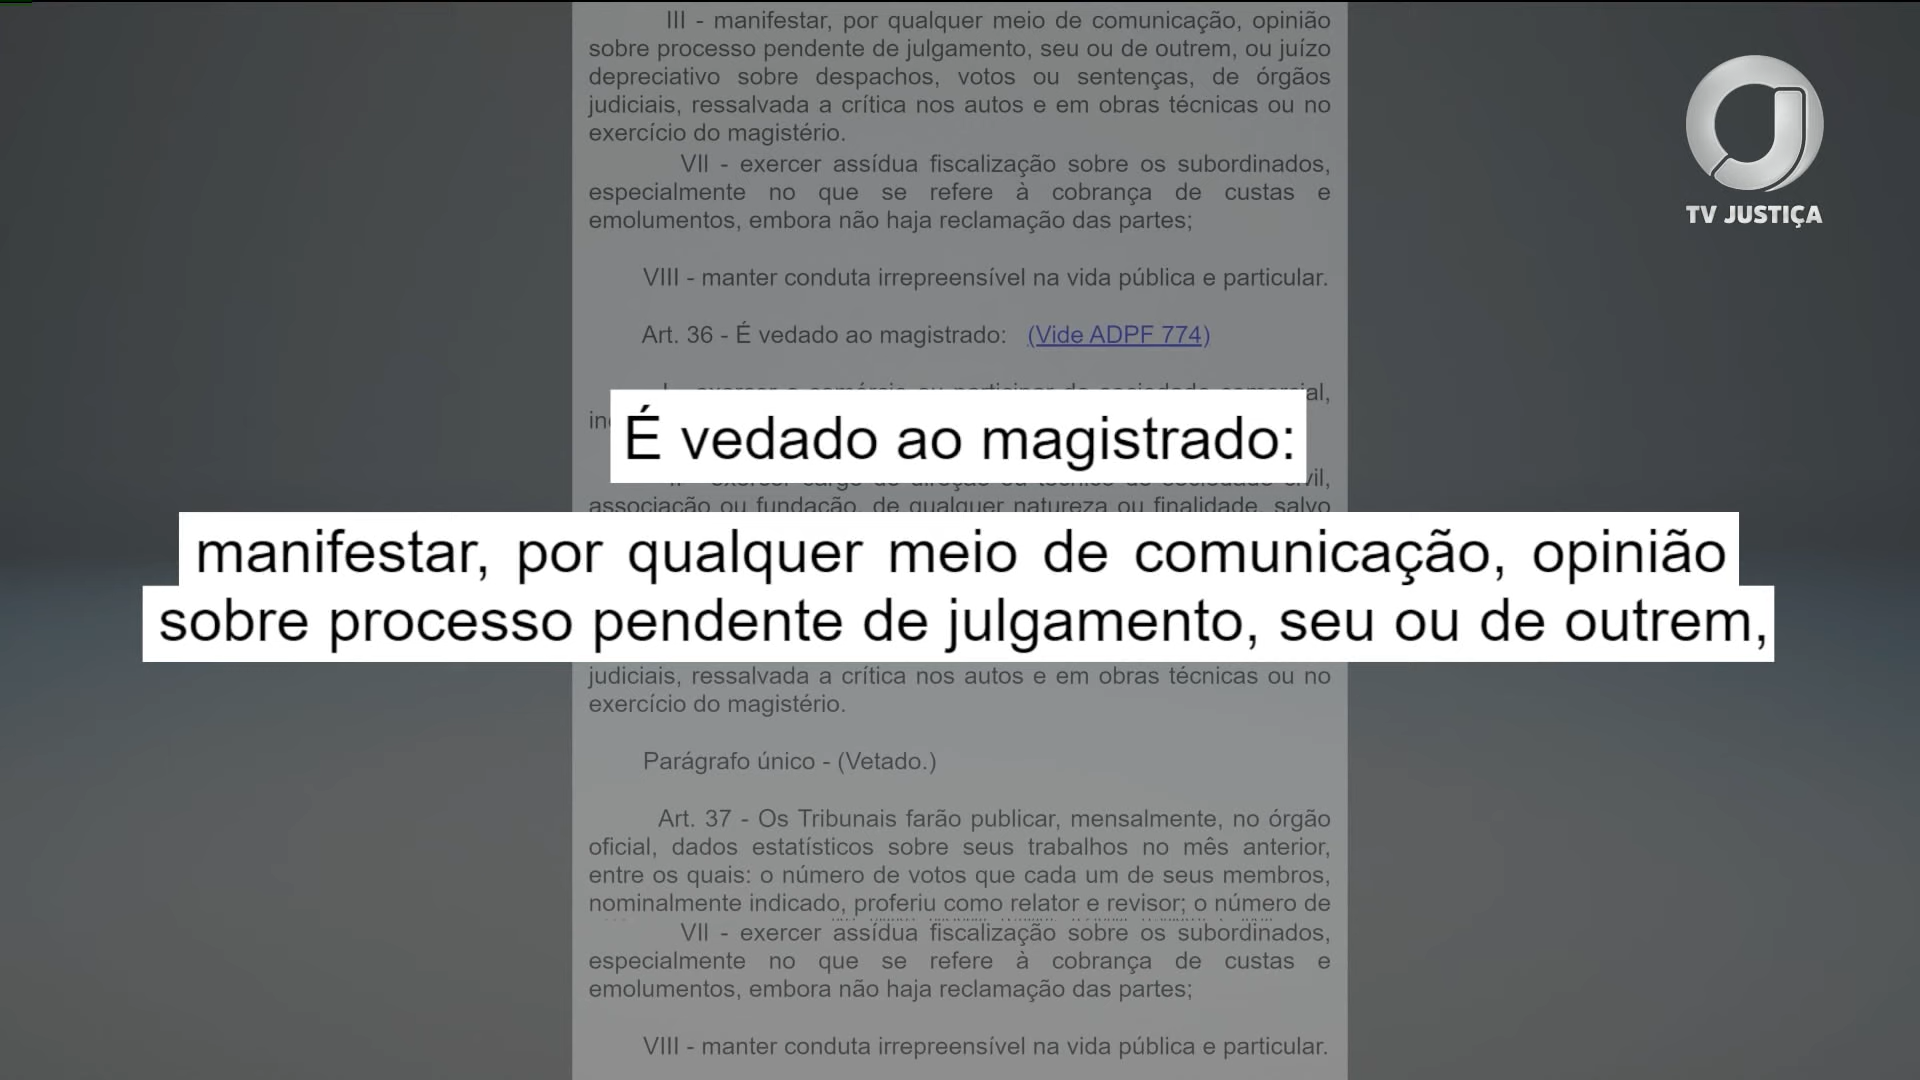 III - manifestar, por qualquer meio de comunicação, opinião
sobre processo pendente de julgamento, seu ou de outrem, ou juízo
depreciativo sobre despachos, votos ou sentenças, de órgãos
judiciais, ressalvada a crítica nos autos e em obras técnicas ou no
exercício do magistério.
VII - exercer assídua fiscalização sobre os subordinados,
especialmente no que se refere à cobrança de custas e
emolumentos, embora não haja reclamação das partes;
VIII - manter conduta irrepreensível na vida pública e particular.
Art. 36 - É vedado ao magistrado: (Vide ADPF 774)
TV JUSTIÇA
É vedado ao magistrado:
associação ou fundação, de qualquer natureza ou finalidade, salvo
manifestar, por qualquer meio de comunicação, opinião
sobre processo pendente de julgamento, seu ou de outrem,
judiciais, ressalvada a crítica nos autos e em obras técnicas ou no
exercício do magistério.
Parágrafo único - (Vetado.)
Art. 37 - Os Tribunais farão publicar, mensalmente, no órgão
oficial, dados estatísticos sobre seus trabalhos no mês anterior,
entre os quais: o número de votos que cada um de seus membros,
nominalmente indicado, proferiu como relator e revisor; o número de
VII - exercer assídua fiscalização sobre os subordinados,
especialmente no que se refere à cobrança de custas e
emolumentos, embora não haja reclamação das partes;
VIII - manter conduta irrepreensível na vida pública e particular.